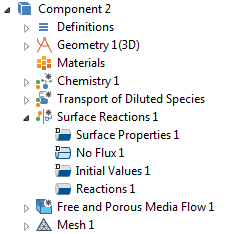 Component 2
Definitions
Geometry 1(3D)
Materials
Chemistry 1
Transport of Diluted Species
Surface Reactions 1
Surface Properties 1
No Flux 1
Initial Values 1
Reactions 1
Free and Porous Media Flow 1
Mesh 1